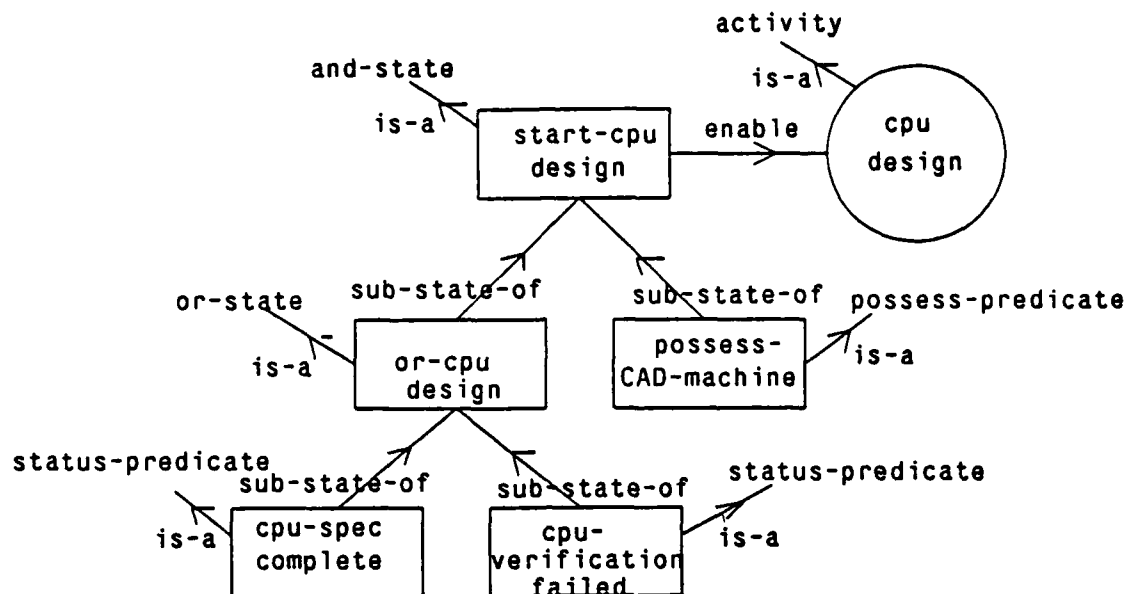 activity
and-state
is-a
is-a
start-cpu
design
enable
cpu
design
sub-state-of
sub-state-of
or-state
possess-predicate
is-a
is-a
or-cpu
design
possess-
CAD-machine
status-predicate
sub-state-of
sub-state-of
status-predicate
is-a
is-a
cpu-spec
complete
cpu-
verification
failed